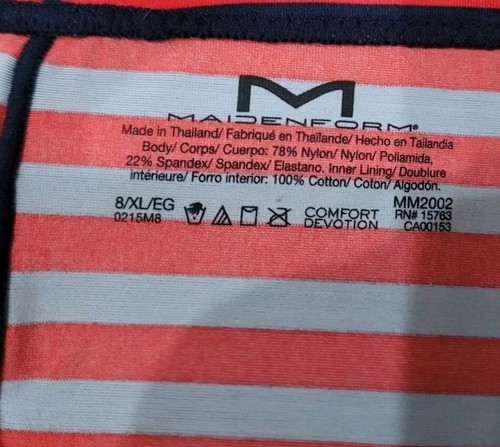 M
MAIDENFORM®
Made in Thailand/ Fabriqué en Thaïlande/ Hecho en Tailandia
Body/ Corps/ Cuerpo: 78% Nylon/ Nylon/ Poliamida,
22% Spandex/ Spandex/ Elastano. Inner Lining/ Doublure
intérieure/ Forro interior: 100% Cotton/ Coton/ Algodón.
8/XL/EG
0215M8
COMFORT
DEVOTION
MM2002
RN# 15763
CA00153